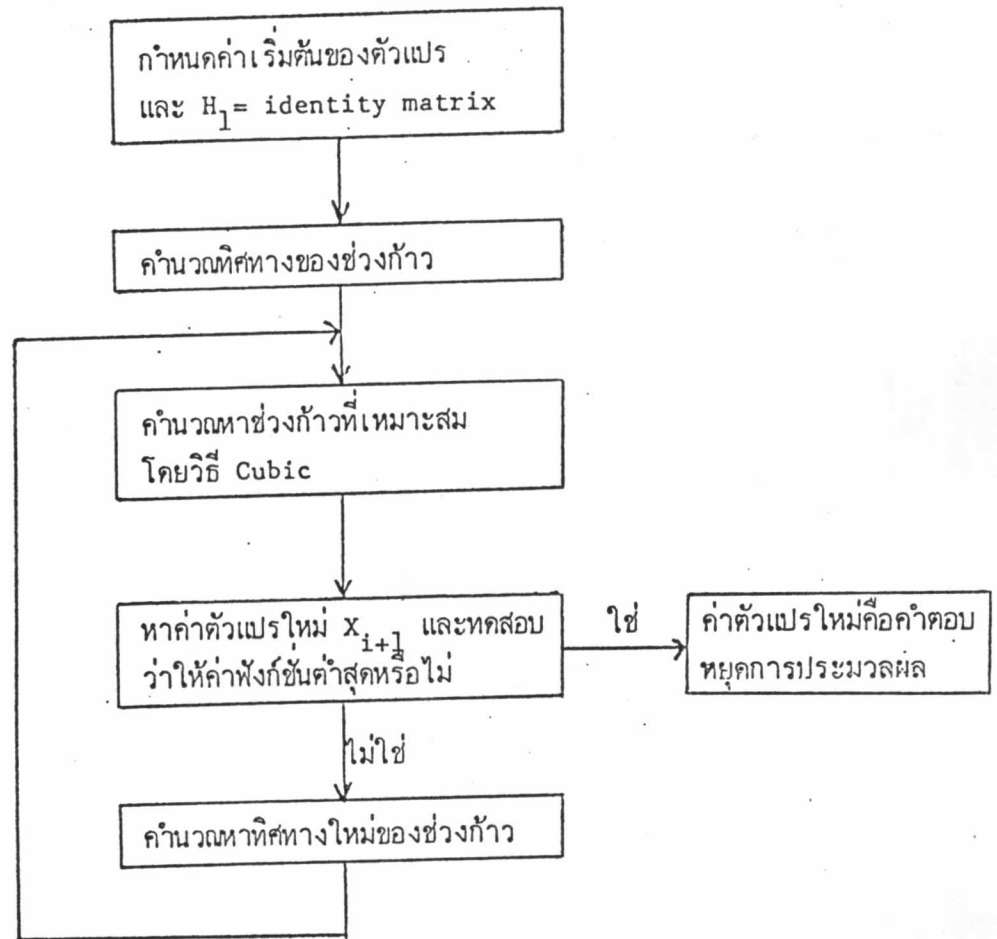 กำหนดค่าเริ่มต้นของตัวแปร
และ H1= identity matrix
คำนวณทิศทางของช่วงก้าว
คำนวณหาช่วงก้าวที่เหมาะสม
โดยวิธี Cubic
หาค่าตัวแปรใหม่ Xi+1 และทดสอบ
ว่าให้ค่าฟังก์ชั่นต่ำสุดหรือไม่
ใช่
ค่าตัวแปรใหม่คือคำตอบ
หยุดการประมวลผล
ไม่ใช่
คำนวณหาทิศทางใหม่ของช่วงก้าว